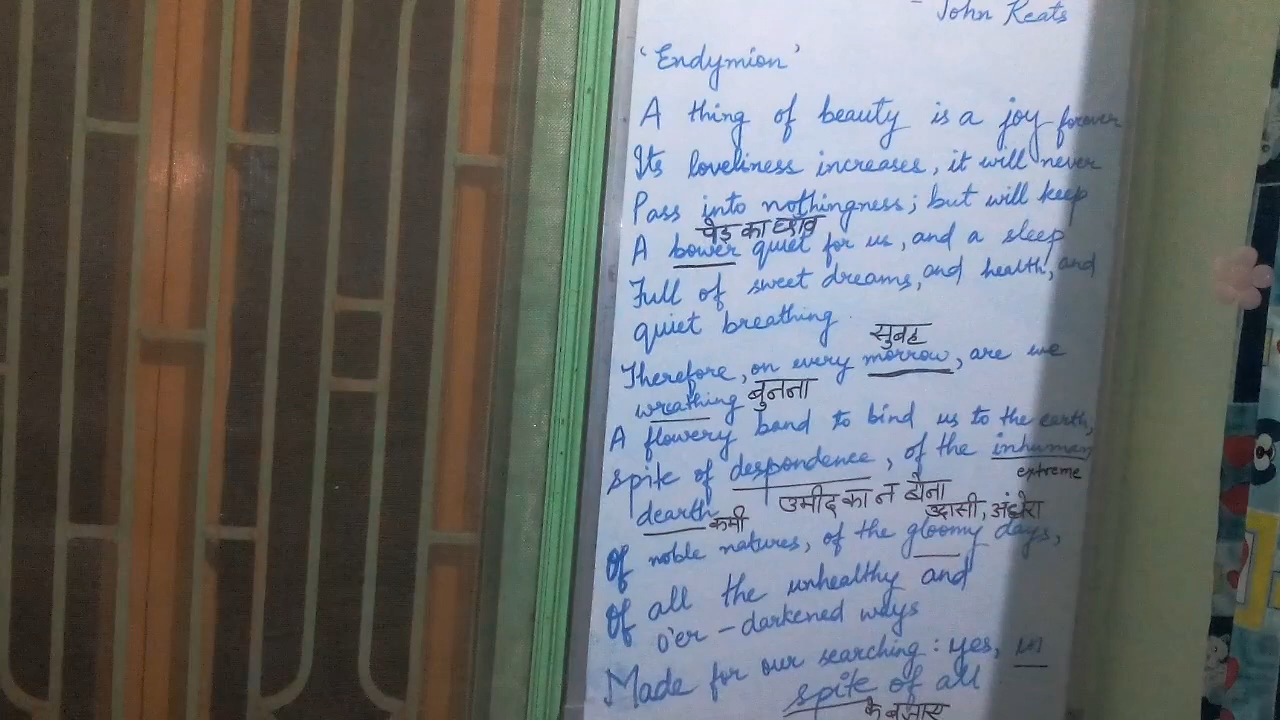 - John Keats
'Endymion'
A thing of beauty is a joy forever
Its loveliness increases, it will never
Pass into nothingness; but will keep
पेड़ का छाँव
A bower quiet for us, and a sleep
Full of sweet dreams, and health, and
quiet breathing.
सुबह
Therefore, on every morrow, are we
wreathing बुनना
A flowery band to bind us to the earth,
Spite of despondence, of the inhuman
extreme
उमीद का न होना
dearth कमी
उदासी, अंधेरा
Of noble natures, of the gloomy days,
Of all the unhealthy and
O'er - darkened ways
Made for our searching: yes, in
spite of all
के बजाय